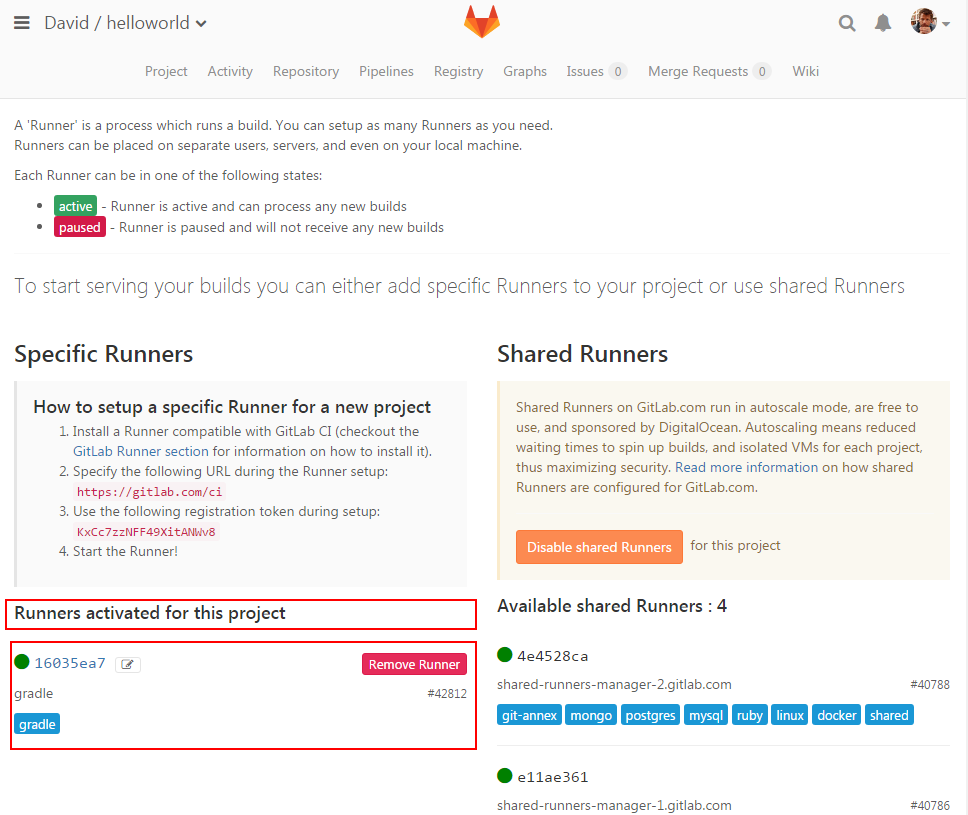 David / helloworld
Project Activity Repository Pipelines Registry Graphs Issues 0 Merge Requests 0 Wiki
A 'Runner' is a process which runs a build. You can setup as many Runners as you need.
Runners can be placed on separate users, servers, and even on your local machine.
Each Runner can be in one of the following states:
active - Runner is active and can process any new builds
paused - Runner is paused and will not receive any new builds
To start serving your builds you can either add specific Runners to your project or use shared Runners
Specific Runners
How to setup a specific Runner for a new project
1. Install a Runner compatible with GitLab CI (checkout the
GitLab Runner section for information on how to install it).
2. Specify the following URL during the Runner setup:
https://gitlab.com/ci
3. Use the following registration token during setup:
KxCc7zzNFF49XitANWv8
4. Start the Runner!
Runners activated for this project
16035ea7 Remove Runner
gradle #42812
gradle
Shared Runners
Shared Runners on GitLab.com run in autoscale mode, are free to
use, and sponsored by DigitalOcean. Autoscaling means reduced
waiting times to spin up builds, and isolated VMs for each project,
thus maximizing security. Read more information on how shared
Runners are configured for GitLab.com.
Disable shared Runners for this project
Available shared Runners : 4
4e4528ca
shared-runners-manager-2.gitlab.com #40788
git-annex mongo postgres mysql ruby linux docker shared
e11ae361
shared-runners-manager-1.gitlab.com #40786